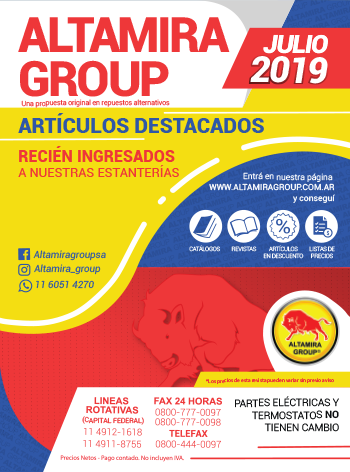 ALTAMIRA
GROUP
Una propuesta original en repuestos alternativos
JULIO
2019
ARTÍCULOS DESTACADOS
RECIÉN INGRESADOS
A NUESTRAS ESTANTERÍAS
Entrá en nuestra página
WWW.ALTAMIRAGROUP.COM.AR
y conseguí
CATÁLOGOS
REVISTAS
ARTÍCULOS
EN DESCUENTO
LISTAS DE
PRECIOS
Altamiragroupsa
Altamira_group
11 6051 4270
ALTAMIRA
GROUP®
*Los precios de esta revista pueden variar sin previo aviso
LINEAS
ROTATIVAS
(CAPITAL FEDERAL)
11 4912-1618
11 4911-8755
FAX 24 HORAS
0800-777-0097
0800-777-0098
TELEFAX
0800-444-0097
PARTES ELÉCTRICAS Y
TERMOSTATOS NO
TIENEN CAMBIO
Precios Netos - Pago contado. No incluyen IVA.